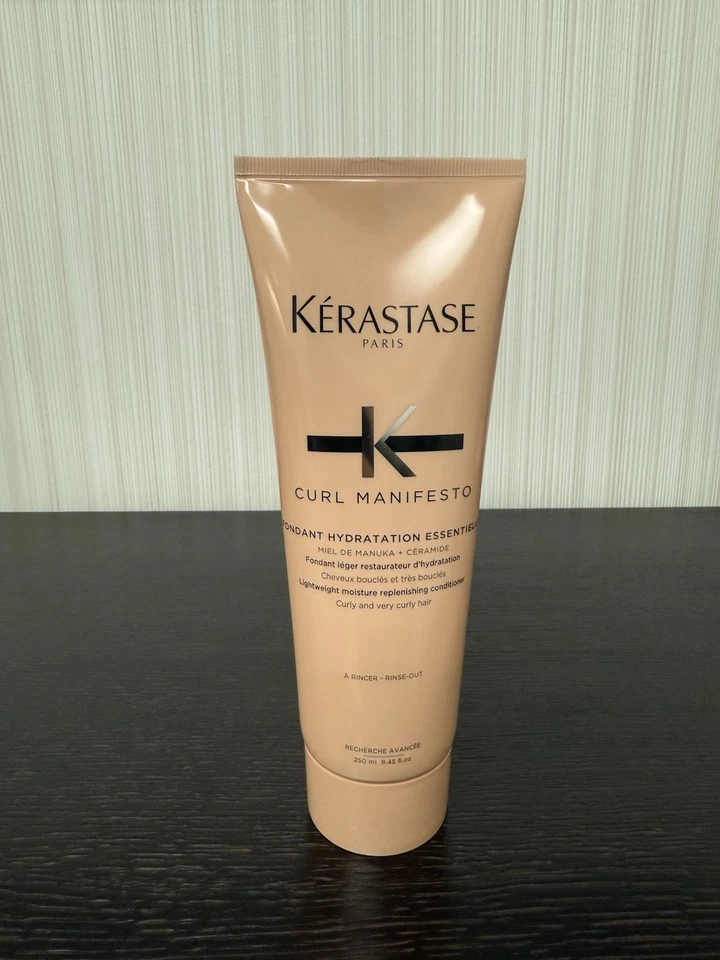 KÉRASTASE
PARIS
K
CURL MANIFESTO
FONDANT HYDRATATION ESSENTIELLE
MIEL DE MANUKA + CÉRAMIDE
Fondant léger restaurateur d'hydratation
Cheveux bouclés et très bouclés
Lightweight moisture replenishing conditioner
Curly and very curly hair
À RINCER - RINSE-OUT
RECHERCHE AVANCÉE
250 ml 8.45 fl.oz